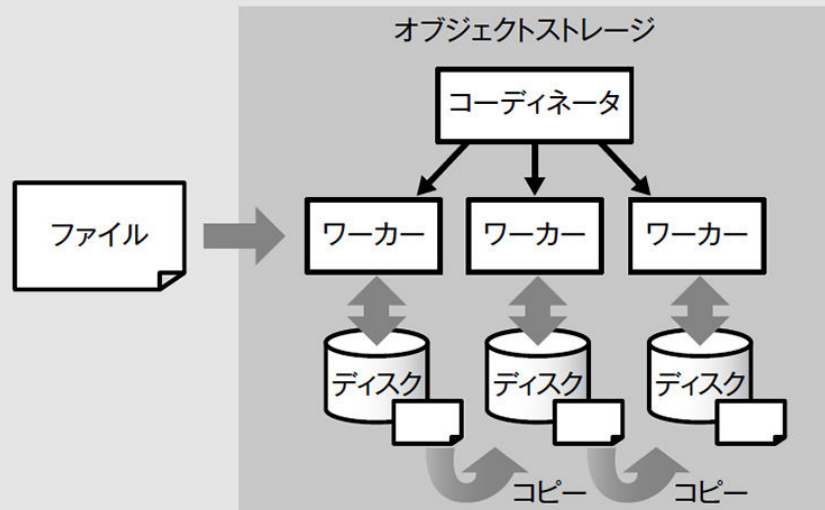 オブジェクトストレージ
コーディネータ
ファイル
ワーカー
ワーカー
ワーカー
ディスク
ディスク
ディスク
コピー
コピー